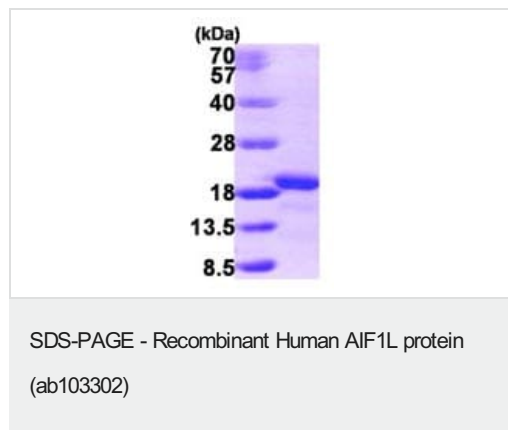 (kDa)
70
57
40
28
18
13.5
8.5
SDS-PAGE - Recombinant Human AIF1L protein
(ab103302)